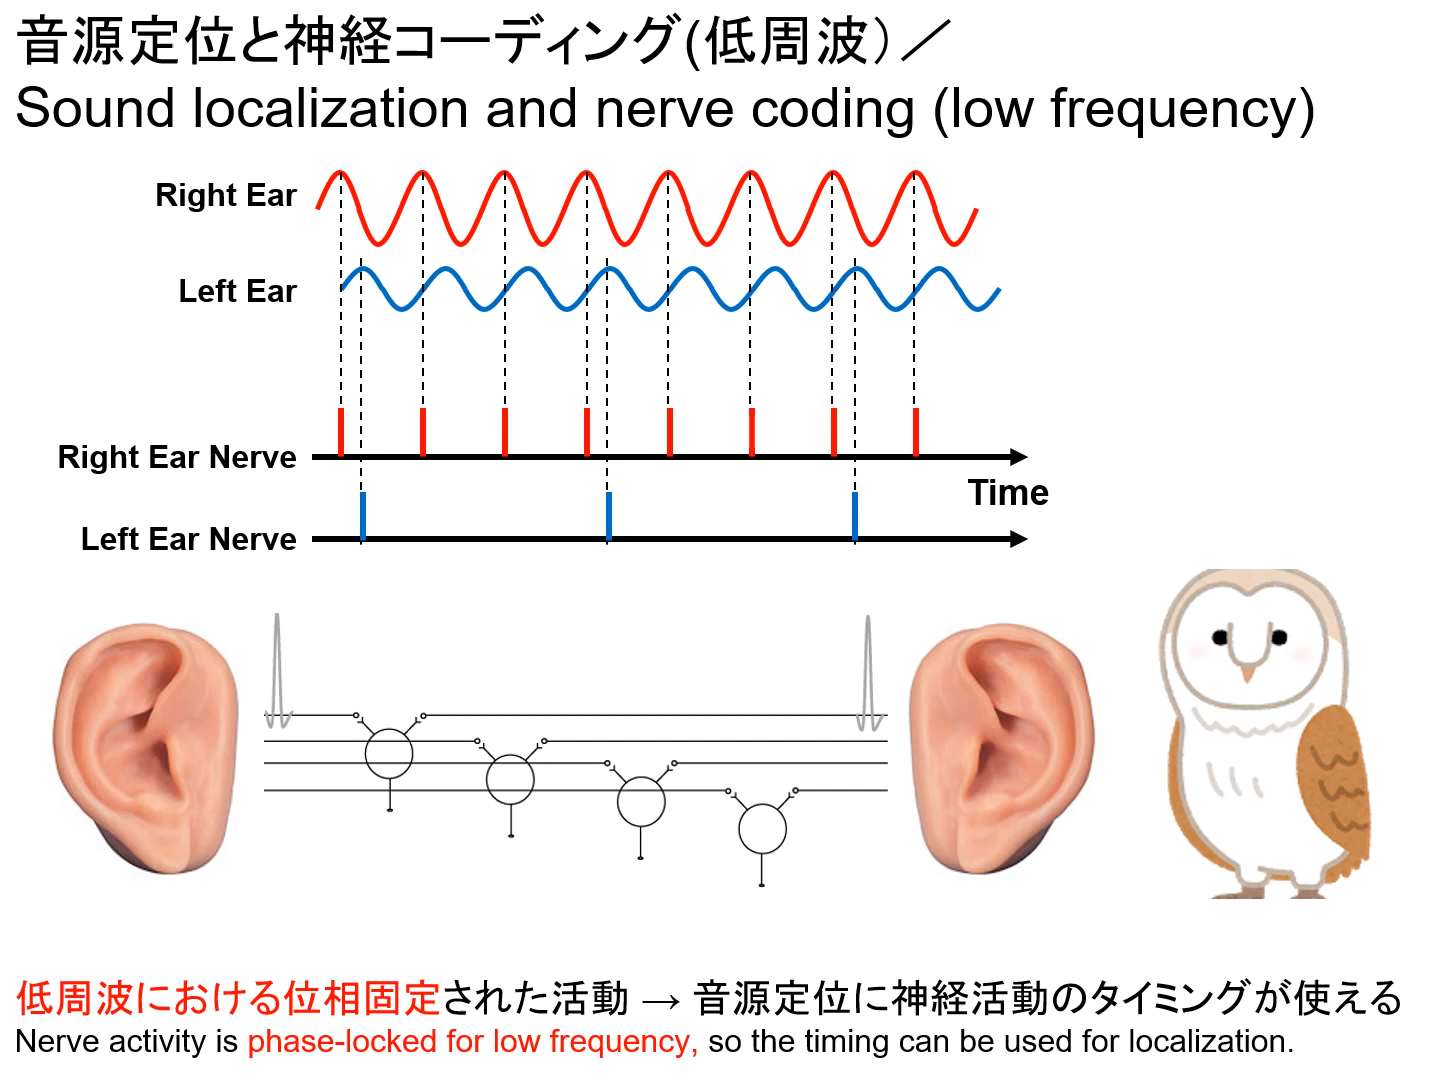 音源定位と神経コーディング(低周波）／
Sound localization and nerve coding (low frequency)
Right Ear
Left Ear
Right Ear Nerve
Time
Left Ear Nerve
低周波における位相固定された活動 → 音源定位に神経活動のタイミングが使える
Nerve activity is phase-locked for low frequency, so the timing can be used for localization.